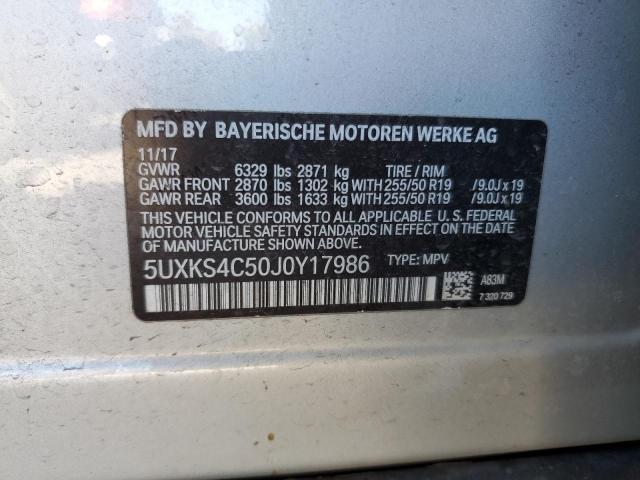 MFD BY BAYERISCHE MOTOREN WERKE AG
11/17
GVWR 6329 lbs 2871 kg TIRE / RIM
GAWR FRONT 2870 lbs 1302 kg WITH 255/50 R19 /9.0J x 19
GAWR REAR 3600 lbs 1633 kg WITH 255/50 R19 /9.0J x 19
THIS VEHICLE CONFORMS TO ALL APPLICABLE U. S. FEDERAL
MOTOR VEHICLE SAFETY STANDARDS IN EFFECT ON THE DATE
OF MANUFACTURE SHOWN ABOVE.
5UXKS4C50J0Y17986 TYPE: MPV
A83M
7 320 729